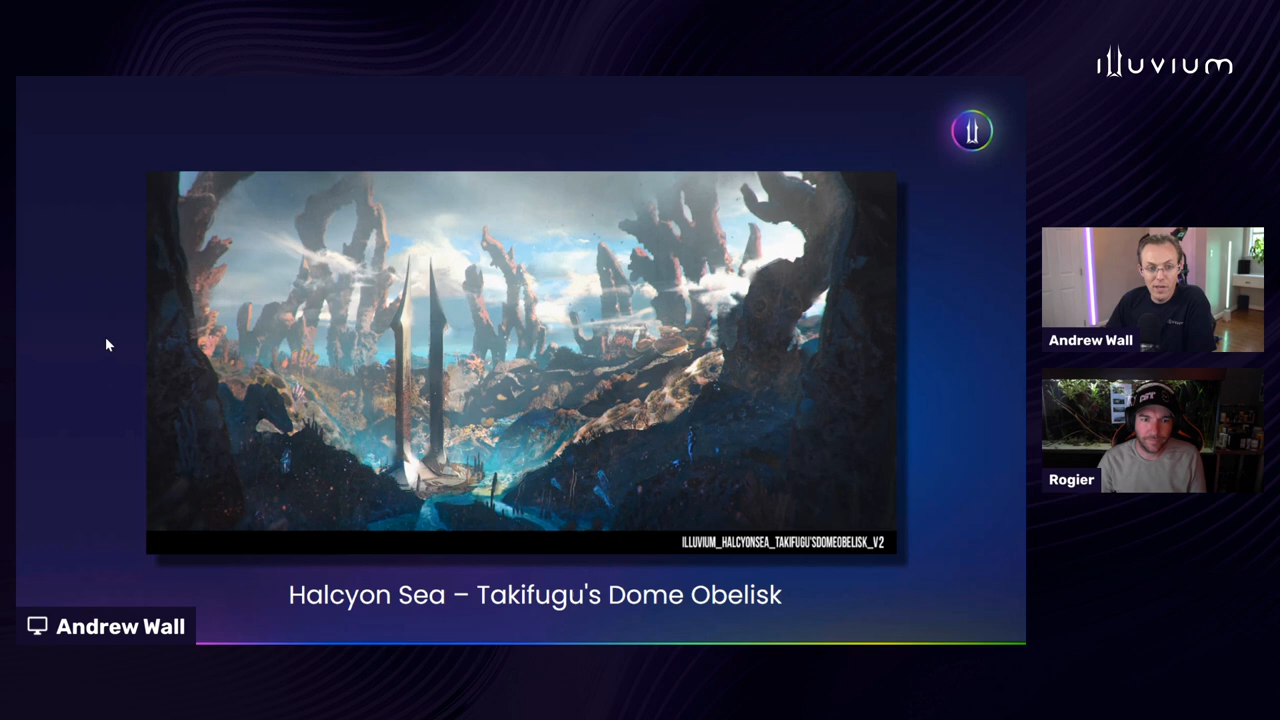 illuvium
ILLUVIUM_HALCYONSEA_TAKIFUGU'SDOMEOBELISK_V2
Halcyon Sea – Takifugu's Dome Obelisk
Andrew Wall
Andrew Wall
Rogier